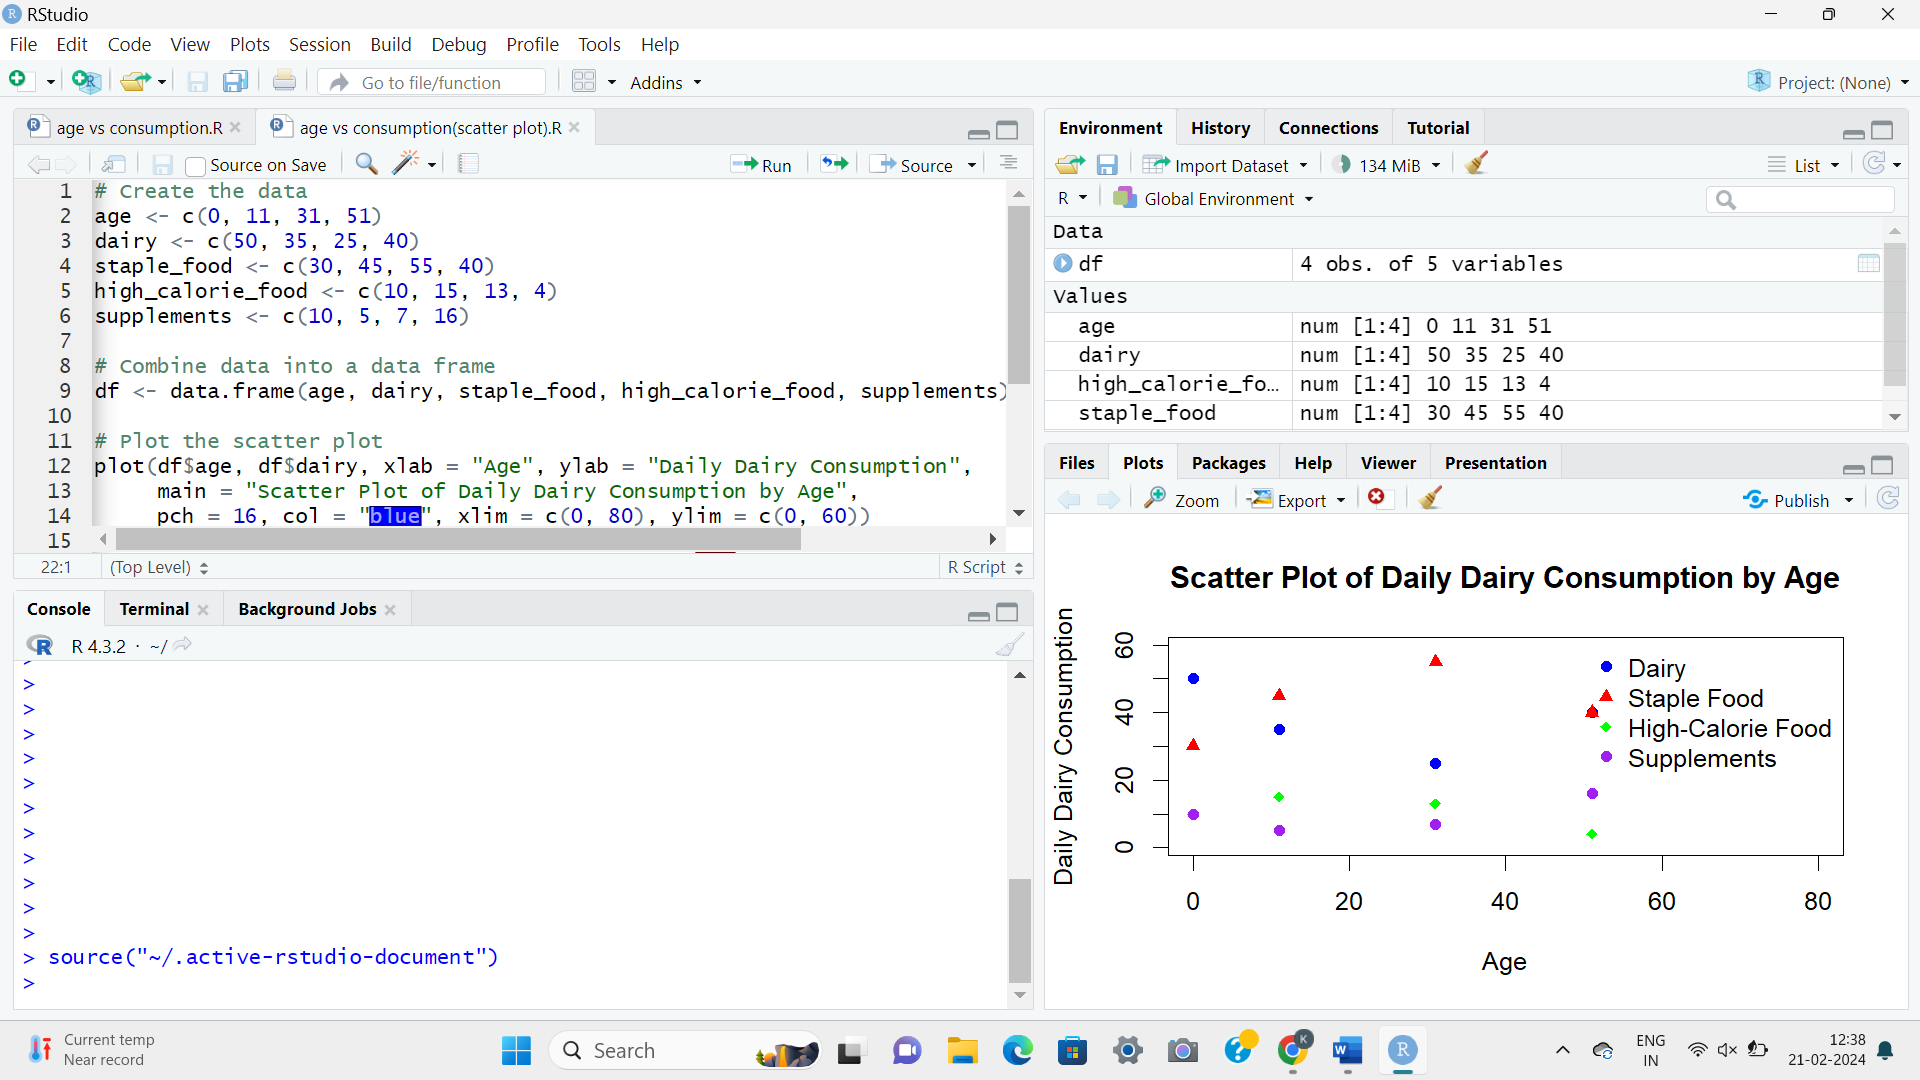 RStudio
File Edit Code View Plots Session Build Debug Profile Tools Help
Go to file/function Addins Project: (None)
age vs consumption.R age vs consumption(scatter plot).R
Source on Save Run Source
1 # Create the data
2 age <- c(0, 11, 31, 51)
3 dairy <- c(50, 35, 25, 40)
4 staple_food <- c(30, 45, 55, 40)
5 high_calorie_food <- c(10, 15, 13, 4)
6 supplements <- c(10, 5, 7, 16)
7
8 # Combine data into a data frame
9 df <- data.frame(age, dairy, staple_food, high_calorie_food, supplements)
10
11 # Plot the scatter plot
12 plot(df$age, df$dairy, xlab = "Age", ylab = "Daily Dairy Consumption",
13 main = "Scatter Plot of Daily Dairy Consumption by Age",
14 pch = 16, col = "blue", xlim = c(0, 80), ylim = c(0, 60))
15
22:1 (Top Level) R Script
Console Terminal Background Jobs
R 4.3.2 · ~/
>
>
>
>
>
>
>
>
>
>
>
>
> source("~/.active-rstudio-document")
>
Environment History Connections Tutorial
Import Dataset 134 MiB List
R Global Environment
Data
df 4 obs. of 5 variables
Values
age num [1:4] 0 11 31 51
dairy num [1:4] 50 35 25 40
high_calorie_fo... num [1:4] 10 15 13 4
staple_food num [1:4] 30 45 55 40
Files Plots Packages Help Viewer Presentation
Zoom Export Publish
Scatter Plot of Daily Dairy Consumption by Age
Daily Dairy Consumption
60
40
20
0
Dairy
Staple Food
High-Calorie Food
Supplements
0 20 40 60 80
Age
Current temp
Near record
Search
ENG
IN
12:38
21-02-2024